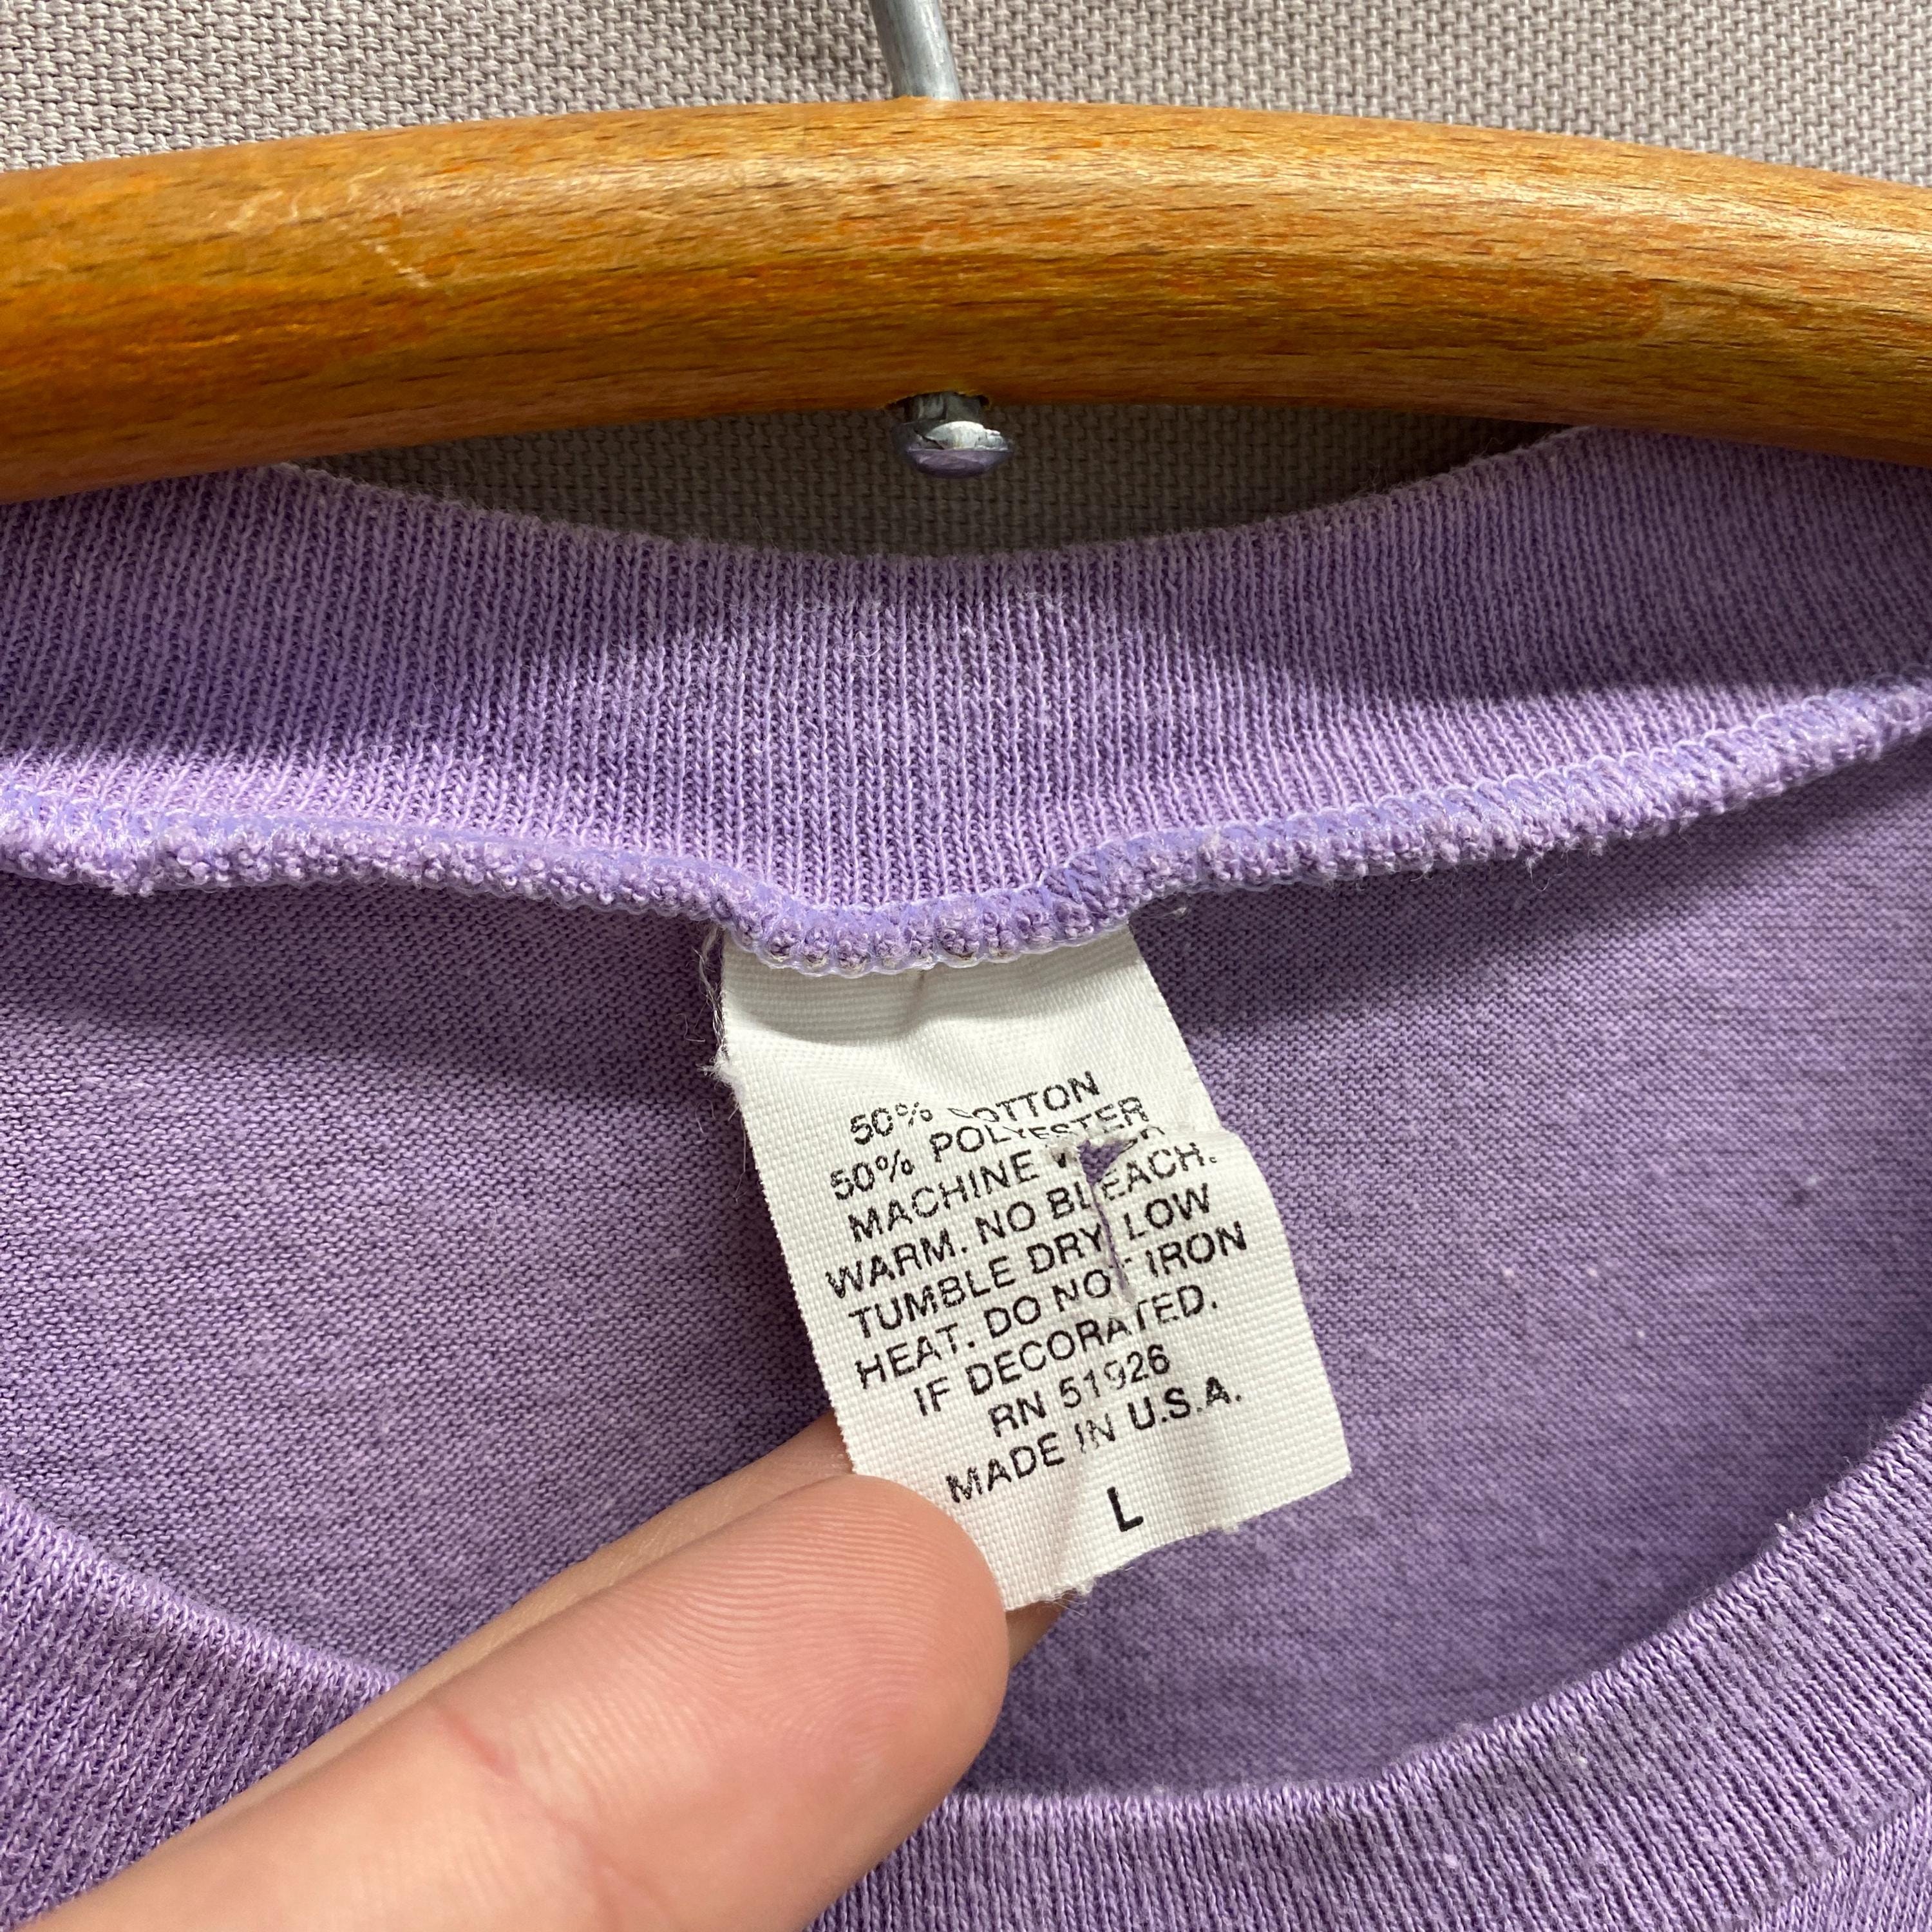 50% COTTON
50% POLYESTER
MACHINE WASH
WARM. NO BLEACH.
TUMBLE DRY, LOW
HEAT. DO NOT IRON
IF DECORATED.
RN 51926
MADE IN U.S.A.
L